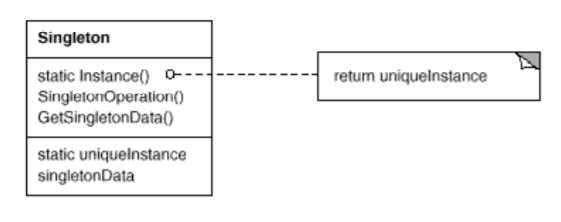 Singleton
static Instance()
return uniqueInstance
SingletonOperation()
GetSingletonData()
static uniqueInstance
singletonData